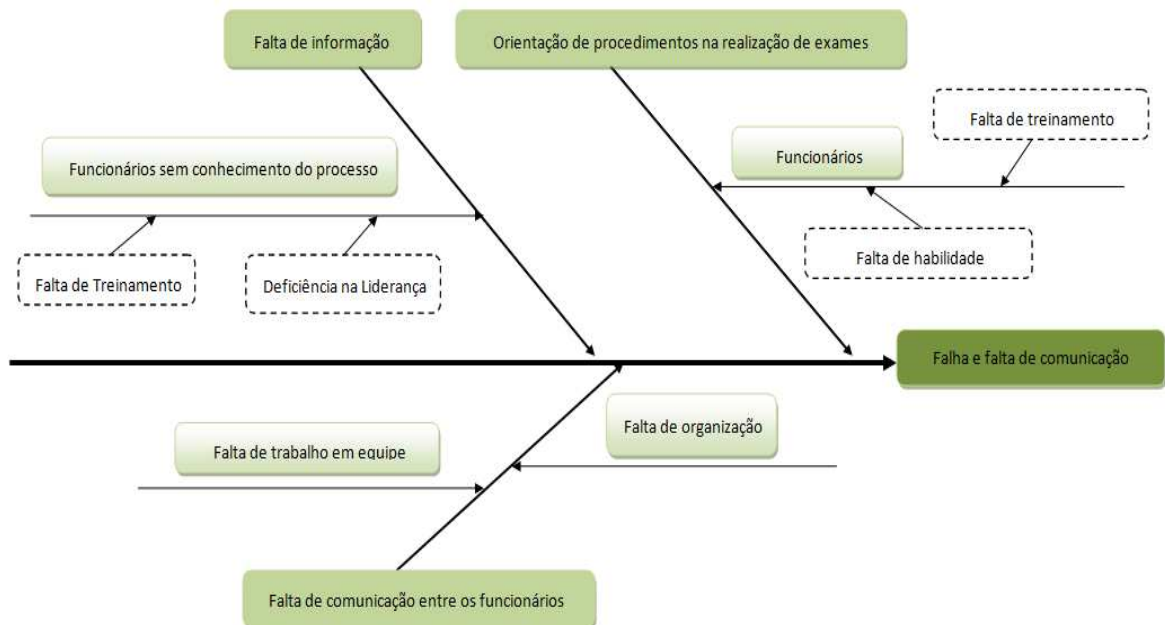 Falta de informação
Orientação de procedimentos na realização de exames
Falta de treinamento
Funcionários
Funcionários sem conhecimento do processo
Falta de habilidade
Falta de Treinamento
Deficiência na Liderança
Falha e falta de comunicação
Falta de organização
Falta de trabalho em equipe
Falta de comunicação entre os funcionários